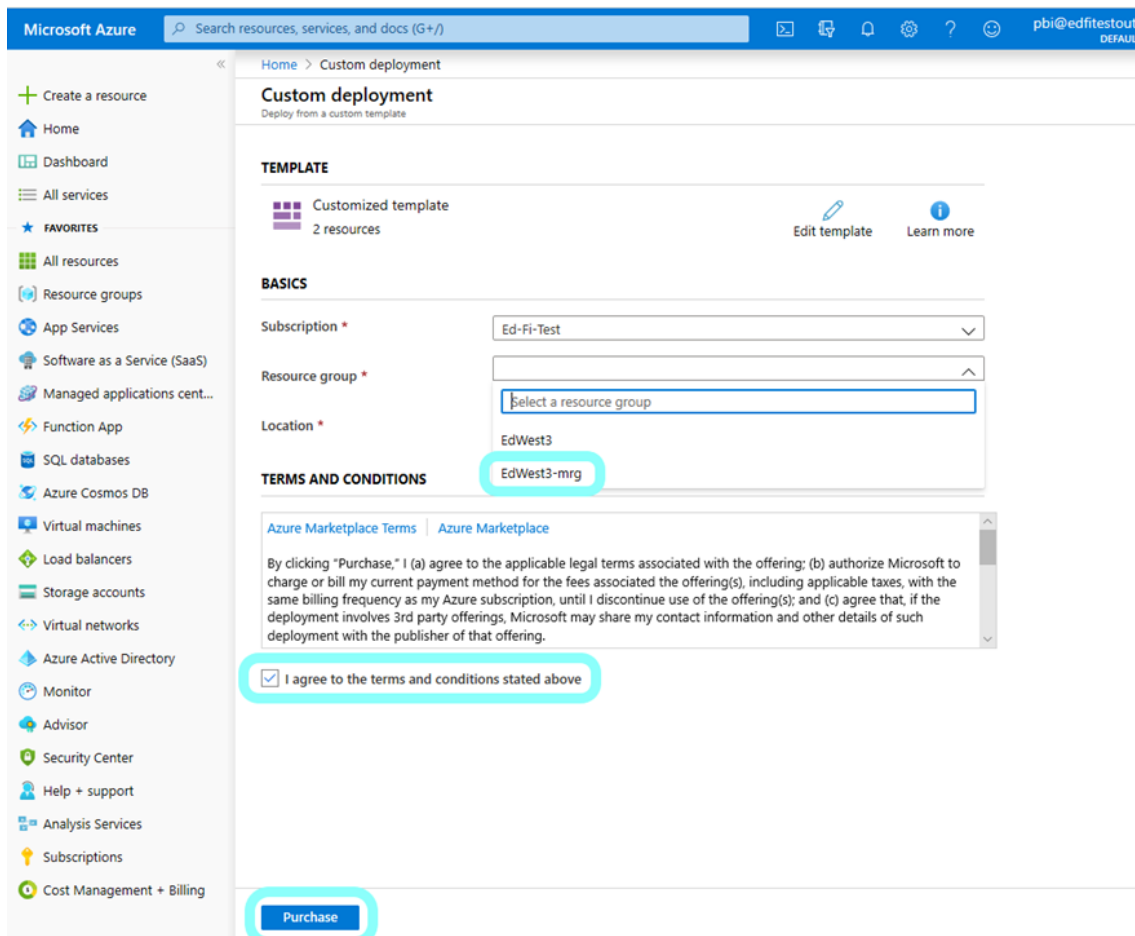 Microsoft Azure
Search resources, services, and docs (G+/)
pbi@edfitestout
DEFAUL
«
Create a resource
Home
Dashboard
All services
FAVORITES
All resources
Resource groups
App Services
Software as a Service (SaaS)
Managed applications cent...
Function App
SQL databases
Azure Cosmos DB
Virtual machines
Load balancers
Storage accounts
Virtual networks
Azure Active Directory
Monitor
Advisor
Security Center
Help + support
Analysis Services
Subscriptions
Cost Management + Billing
Home > Custom deployment
Custom deployment
Deploy from a custom template
TEMPLATE
Customized template
2 resources
Edit template
Learn more
BASICS
Subscription *
Ed-Fi-Test
Resource group *
Select a resource group
EdWest3
EdWest3-mrg
Location *
TERMS AND CONDITIONS
Azure Marketplace Terms | Azure Marketplace
By clicking "Purchase," I (a) agree to the applicable legal terms associated with the offering; (b) authorize Microsoft to
charge or bill my current payment method for the fees associated the offering(s), including applicable taxes, with the
same billing frequency as my Azure subscription, until I discontinue use of the offering(s); and (c) agree that, if the
deployment involves 3rd party offerings, Microsoft may share my contact information and other details of such
deployment with the publisher of that offering.
I agree to the terms and conditions stated above
Purchase